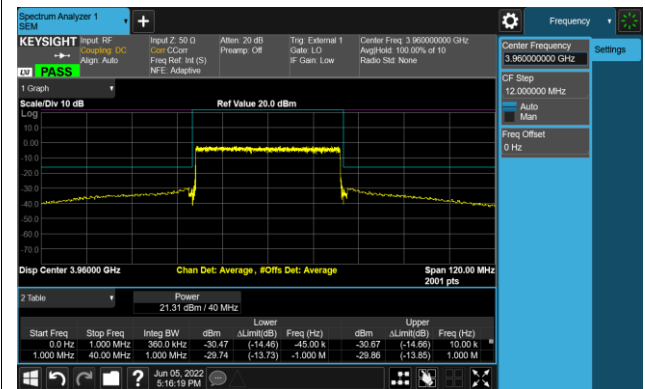 Spectrum Analyzer 1
SEM
Frequency
KEYSIGHT
Input: RF
Coupling: DC
Align: Auto
Input Z: 50 Ω
Corr CCorr
Freq Ref: Int (S)
NFE: Adaptive
Atten: 20 dB
Preamp: Off
Trig: External 1
Gate: LO
IF Gain: Low
Center Freq: 3.960000000 GHz
Avg|Hold: 100.00% of 10
Radio Std: None
LXI PASS
Center Frequency
3.960000000 GHz
Settings
CF Step
12.000000 MHz
Auto
Man
Freq Offset
0 Hz
1 Graph
Scale/Div 10 dB
Ref Value 20.0 dBm
Log
10.0
0.00
-10.0
-20.0
-30.0
-40.0
-50.0
-60.0
-70.0
Disp Center 3.96000 GHz
Chan Det: Average, #Offs Det: Average
Span 120.00 MHz
2001 pts
2 Table
Power
21.31 dBm / 40 MHz
Lower Upper
Start Freq Stop Freq Integ BW dBm ΔLimit(dB) Freq (Hz) dBm ΔLimit(dB) Freq (Hz)
0.0 Hz 1.000 MHz 360.0 kHz -30.47 (-14.46) -45.00 k -30.67 (-14.66) 10.00 k
1.000 MHz 40.00 MHz 1.000 MHz -29.74 (-13.73) -1.000 M -29.86 (-13.85) 1.000 M
Jun 05, 2022
5:16:19 PM